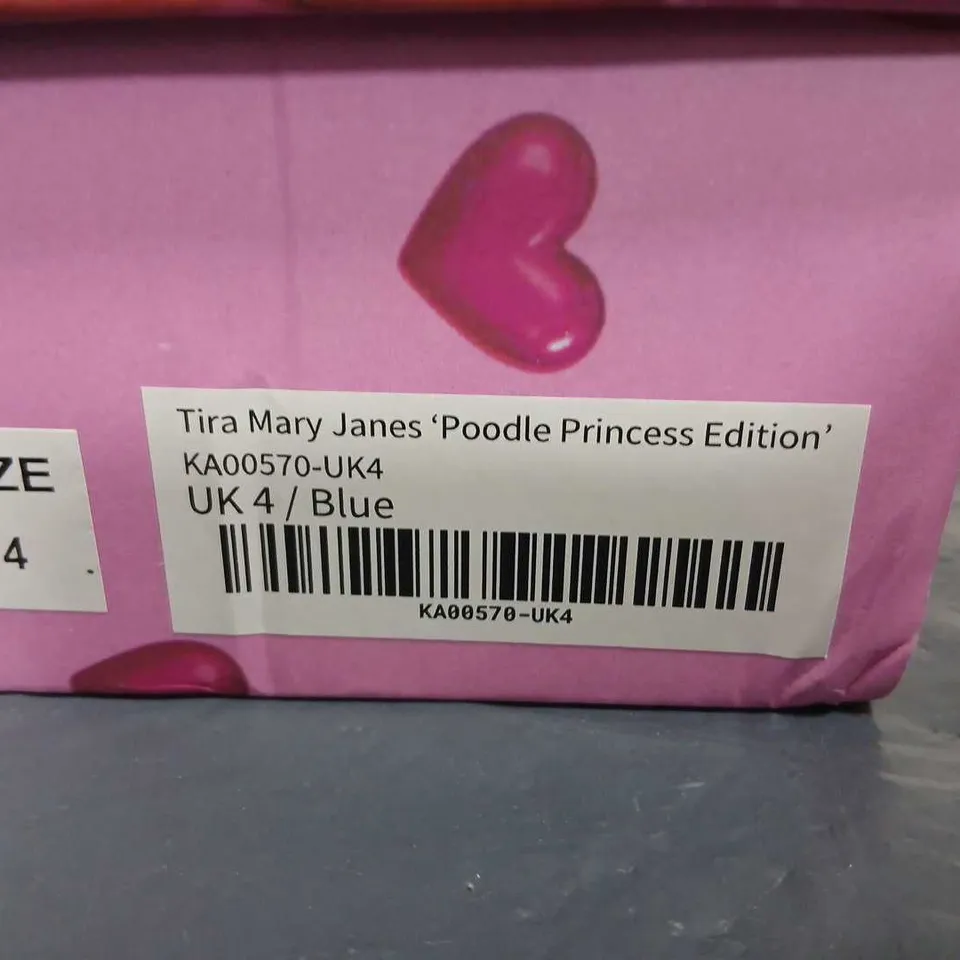 Tira Mary Janes ‘Poodle Princess Edition’
KA00570-UK4
UK 4 / Blue
KA00570-UK4
ZE
4